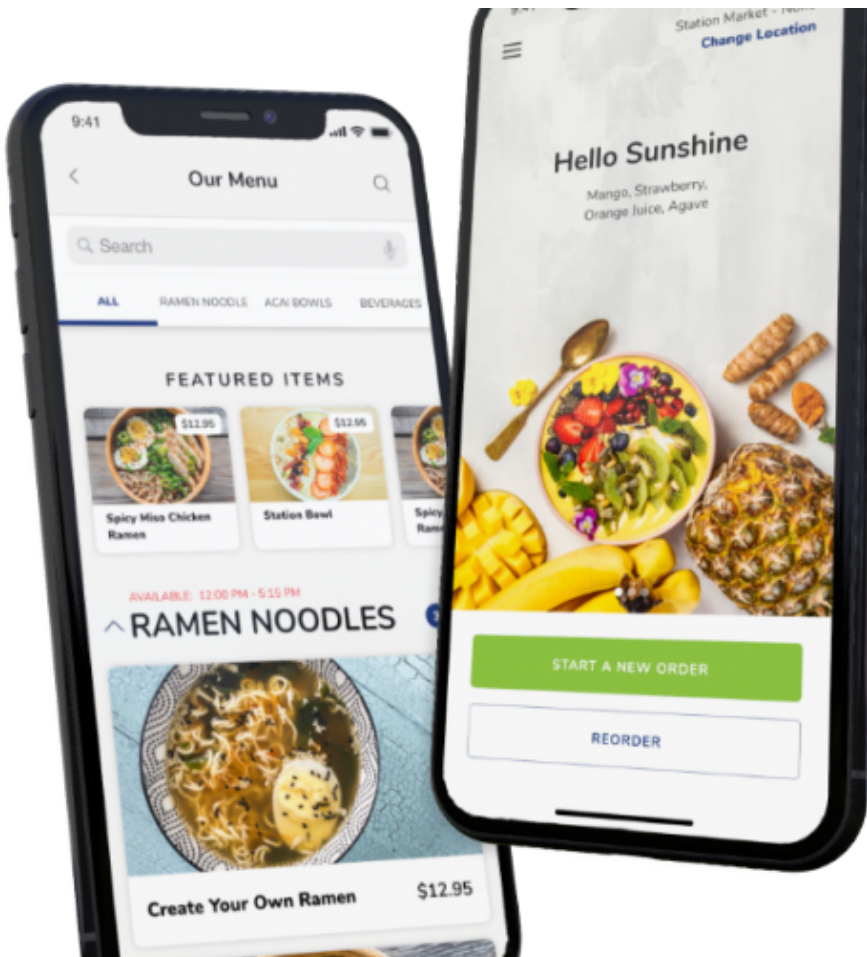 9:41
Our Menu
Search
ALL RAMEN NOODLE ACAI BOWLS BEVERAGES
FEATURED ITEMS
$12.95
$12.95
Spicy Miso Chicken
Ramen
Station Bowl
Spicy
Rame
AVAILABLE: 12:00 PM - 5:15 PM
RAMEN NOODLES
Create Your Own Ramen $12.95
Station Market -
Change Location
Hello Sunshine
Mango, Strawberry,
Orange Juice, Agave
START A NEW ORDER
REORDER